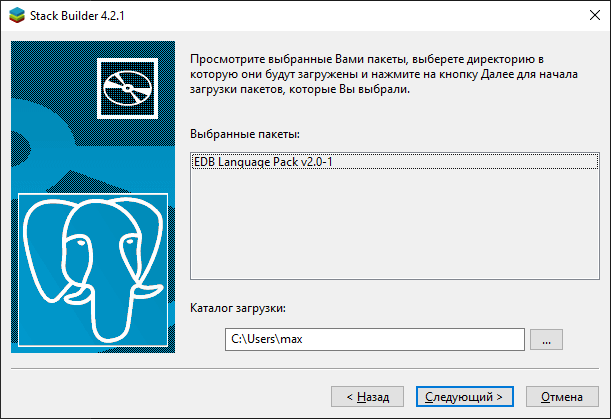 Stack Builder 4.2.1
Просмотрите выбранные Вами пакеты, выберете директорию в
которую они будут загружены и нажмите на кнопку Далее для начала
загрузки пакетов, которые Вы выбрали.
Выбранные пакеты:
EDB Language Pack v2.0-1
Каталог загрузки:
C:\Users\max
...
< Назад
Следующий >
Отмена